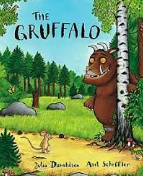 THE
GRUFFALO
Julia Donaldson Axel Scheffler